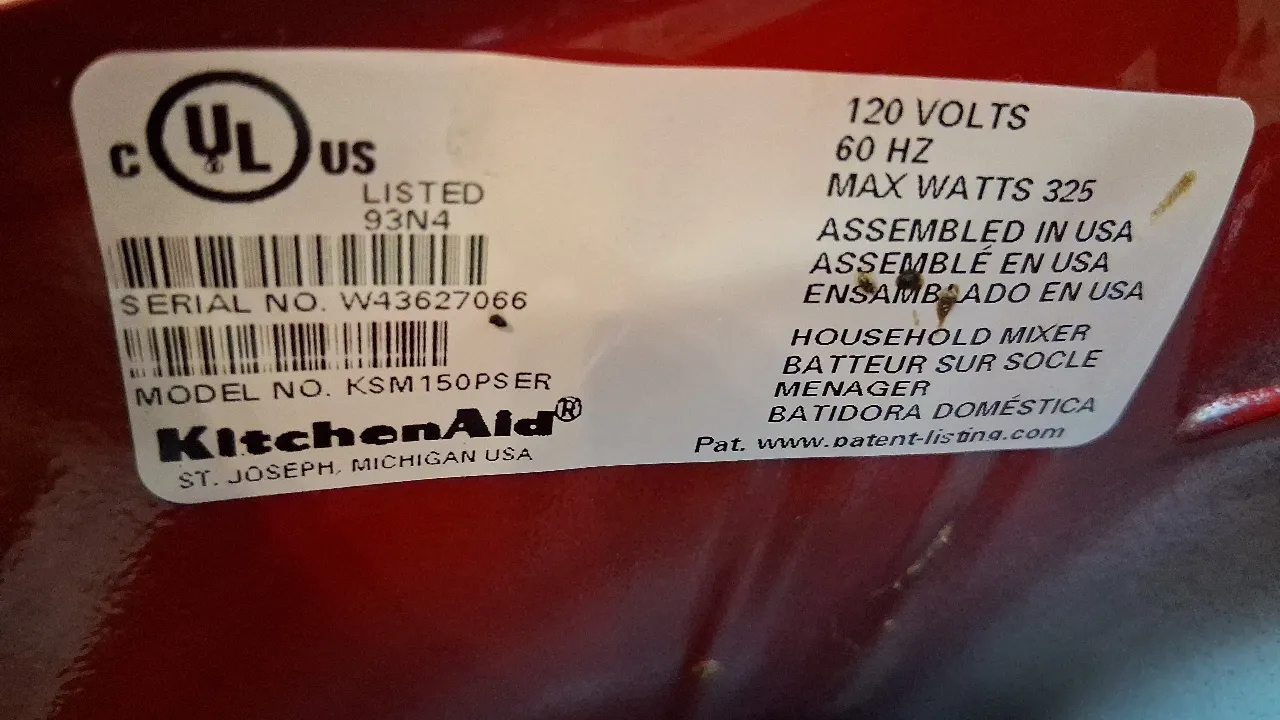 C UL US
LISTED
93N4
SERIAL NO. W43627066
MODEL NO. KSM150PSER
KitchenAid®
ST. JOSEPH, MICHIGAN USA
120 VOLTS
60 HZ
MAX WATTS 325
ASSEMBLED IN USA
ASSEMBLÉ EN USA
ENSAMBLADO EN USA
HOUSEHOLD MIXER
BATTEUR SUR SOCLE
MENAGER
BATIDORA DOMÉSTICA
Pat. www.patent-listing.com